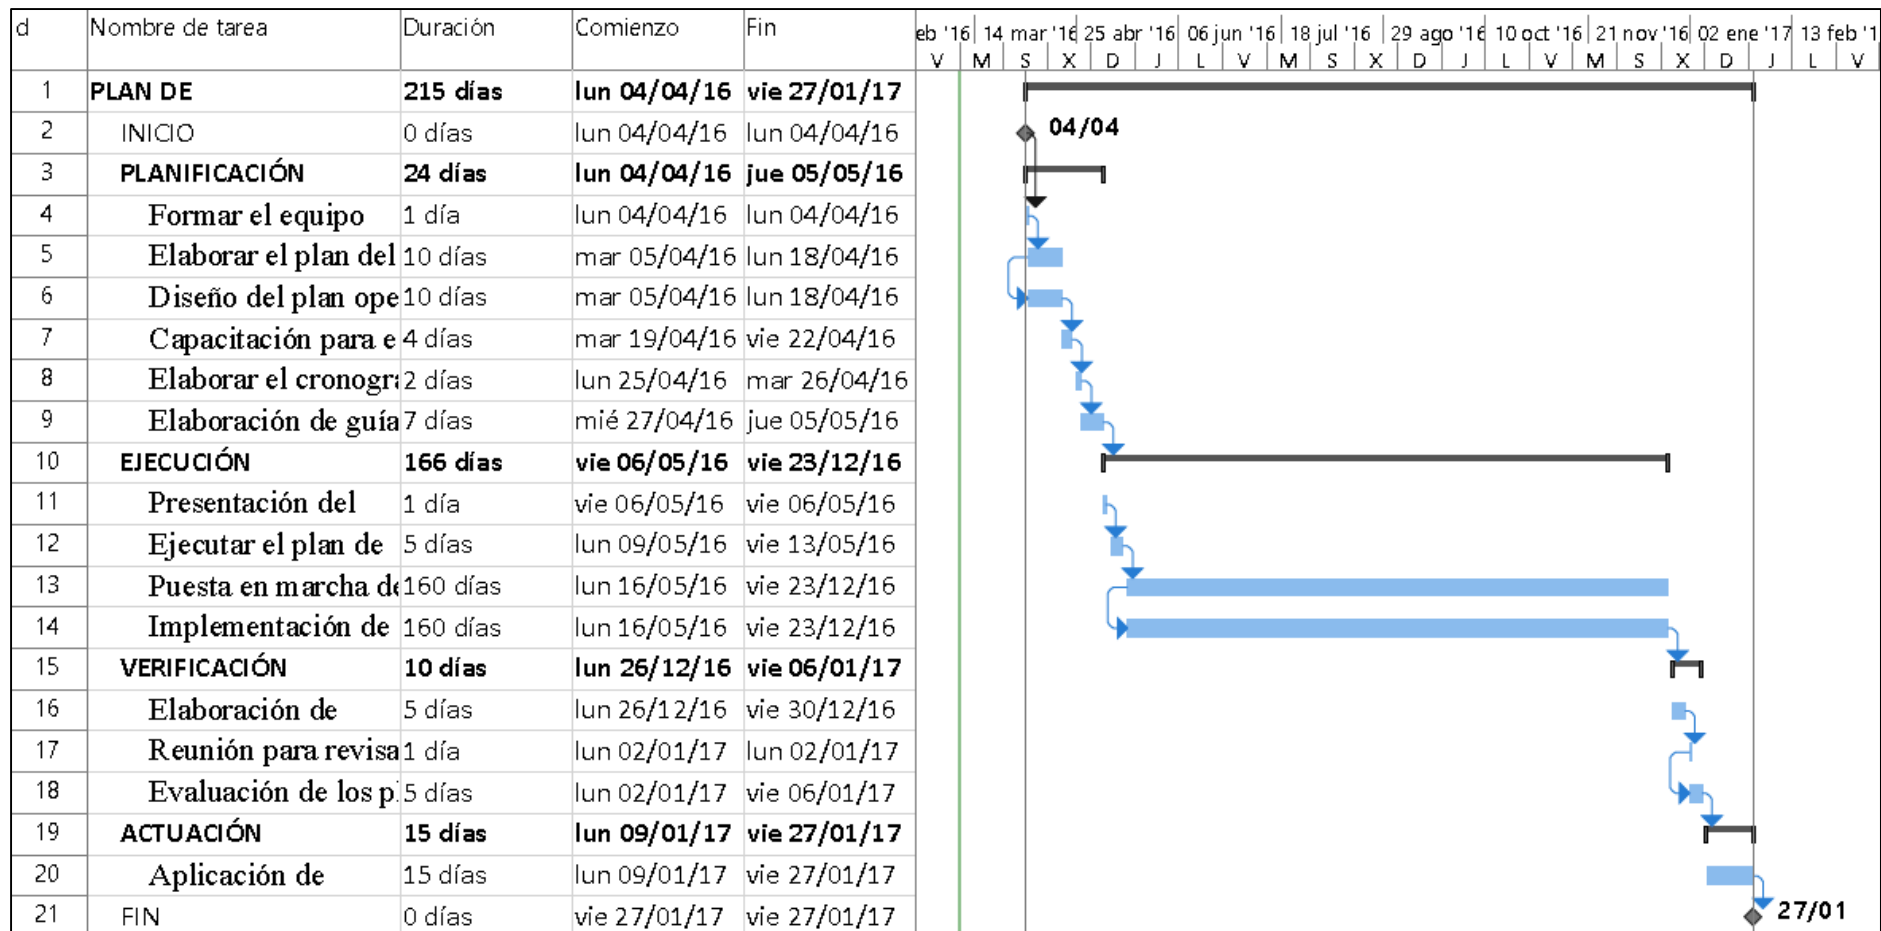 d Nombre de tarea Duración Comienzo Fin eb '16 14 mar '16 25 abr '16 06 jun '16 18 jul '16 29 ago '16 10 oct '16 21 nov '16 02 ene '17 13 feb '1
V M S X D J L V M S X D J L V M S X D J L V
1 PLAN DE 215 días lun 04/04/16 vie 27/01/17
2 INICIO 0 días lun 04/04/16 lun 04/04/16 04/04
3 PLANIFICACIÓN 24 días lun 04/04/16 jue 05/05/16
4 Formar el equipo 1 día lun 04/04/16 lun 04/04/16
5 Elaborar el plan del 10 días mar 05/04/16 lun 18/04/16
6 Diseño del plan ope 10 días mar 05/04/16 lun 18/04/16
7 Capacitación para e 4 días mar 19/04/16 vie 22/04/16
8 Elaborar el cronogra 2 días lun 25/04/16 mar 26/04/16
9 Elaboración de guía 7 días mié 27/04/16 jue 05/05/16
10 EJECUCIÓN 166 días vie 06/05/16 vie 23/12/16
11 Presentación del 1 día vie 06/05/16 vie 06/05/16
12 Ejecutar el plan de 5 días lun 09/05/16 vie 13/05/16
13 Puesta en marcha de 160 días lun 16/05/16 vie 23/12/16
14 Implementación de 160 días lun 16/05/16 vie 23/12/16
15 VERIFICACIÓN 10 días lun 26/12/16 vie 06/01/17
16 Elaboración de 5 días lun 26/12/16 vie 30/12/16
17 Reunión para revisa 1 día lun 02/01/17 lun 02/01/17
18 Evaluación de los p 5 días lun 02/01/17 vie 06/01/17
19 ACTUACIÓN 15 días lun 09/01/17 vie 27/01/17
20 Aplicación de 15 días lun 09/01/17 vie 27/01/17
21 FIN 0 días vie 27/01/17 vie 27/01/17 27/01